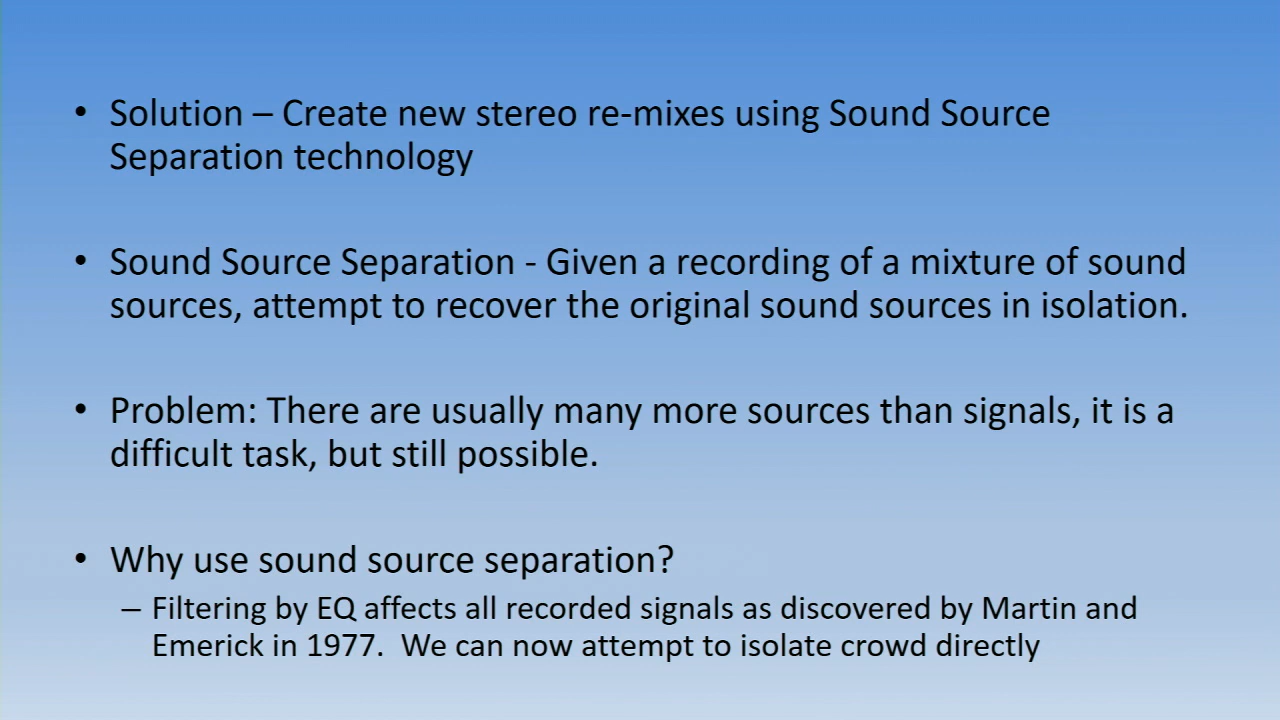 • Solution – Create new stereo re-mixes using Sound Source
Separation technology
• Sound Source Separation - Given a recording of a mixture of sound
sources, attempt to recover the original sound sources in isolation.
• Problem: There are usually many more sources than signals, it is a
difficult task, but still possible.
• Why use sound source separation?
– Filtering by EQ affects all recorded signals as discovered by Martin and
Emerick in 1977.  We can now attempt to isolate crowd directly